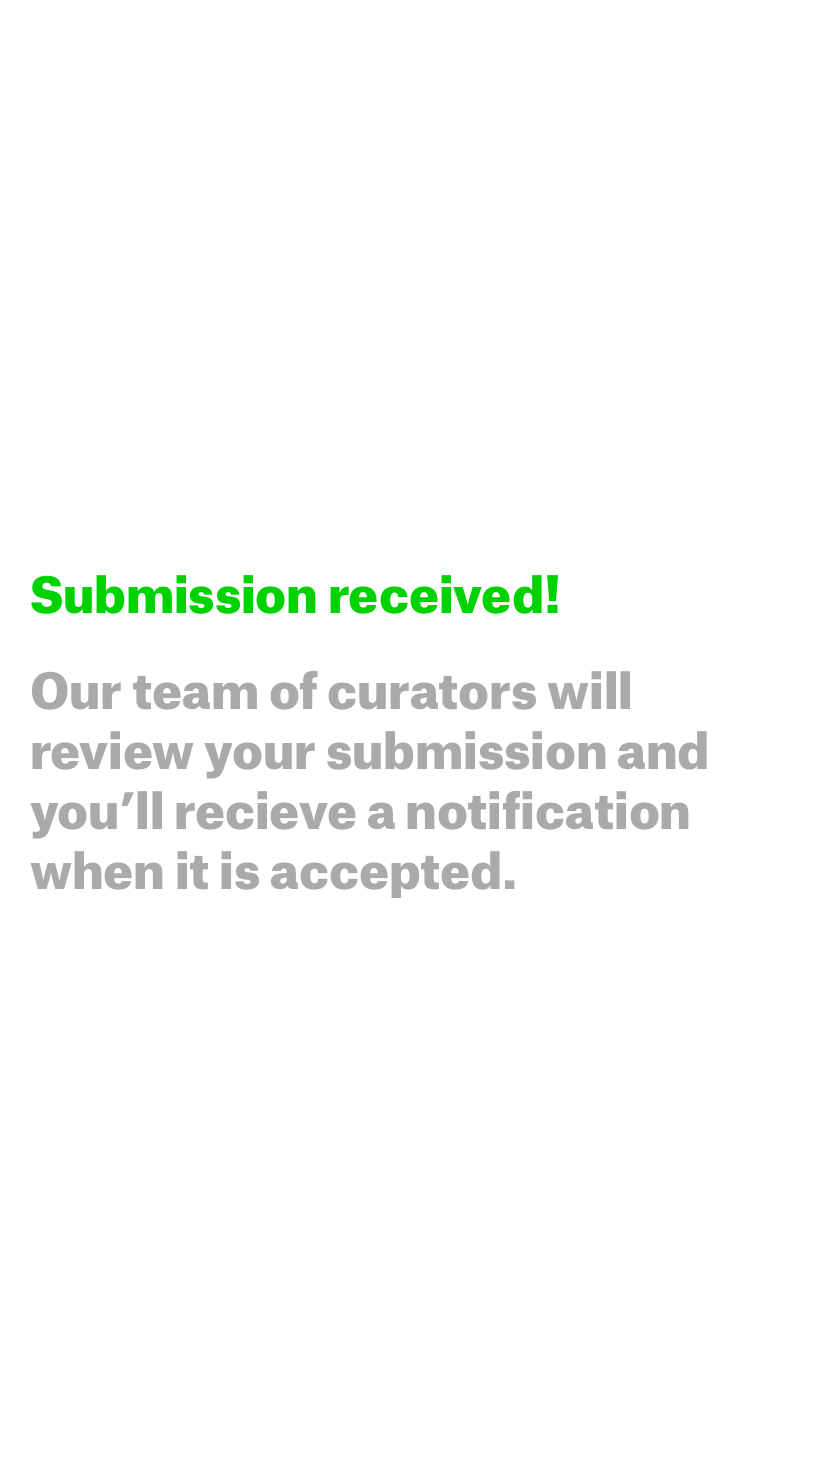 Submission received!
Our team of curators will
review your submission and
you’ll recieve a notification
when it is accepted.